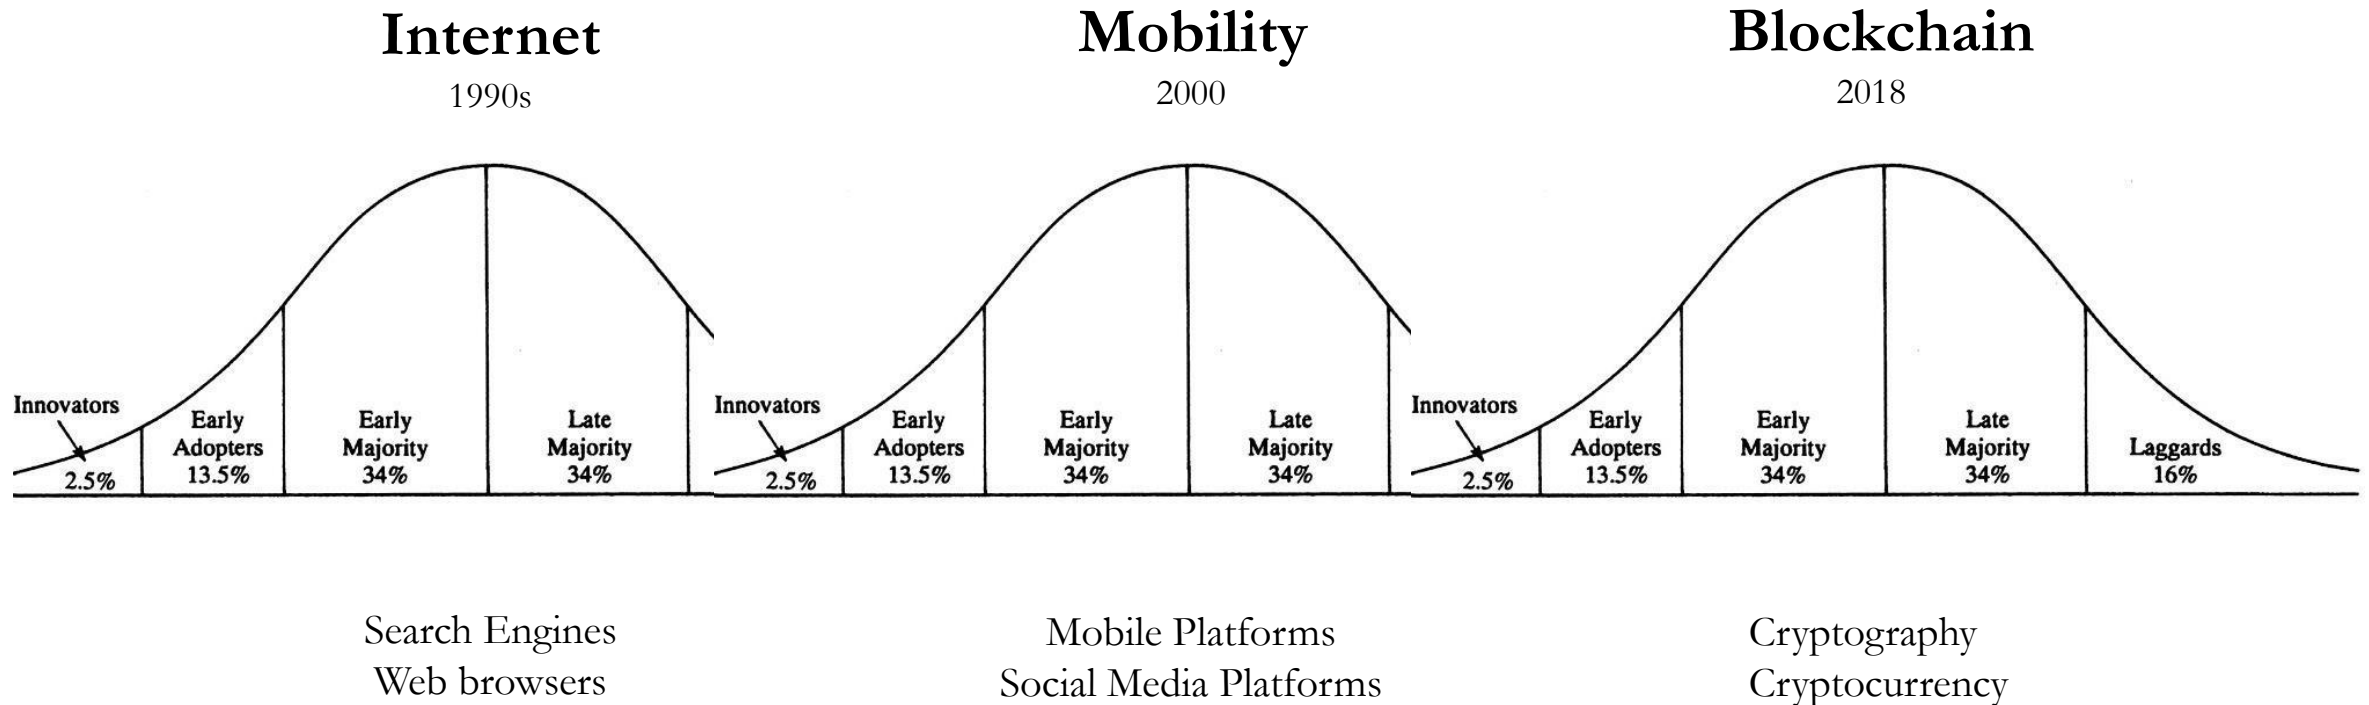 Internet
1990s
Innovators
2.5%
Early
Adopters
13.5%
Early
Majority
34%
Late
Majority
34%
Search Engines
Web browsers
Mobility
2000
Innovators
2.5%
Early
Adopters
13.5%
Early
Majority
34%
Late
Majority
34%
Mobile Platforms
Social Media Platforms
Blockchain
2018
Innovators
2.5%
Early
Adopters
13.5%
Early
Majority
34%
Late
Majority
34%
Laggards
16%
Cryptography
Cryptocurrency